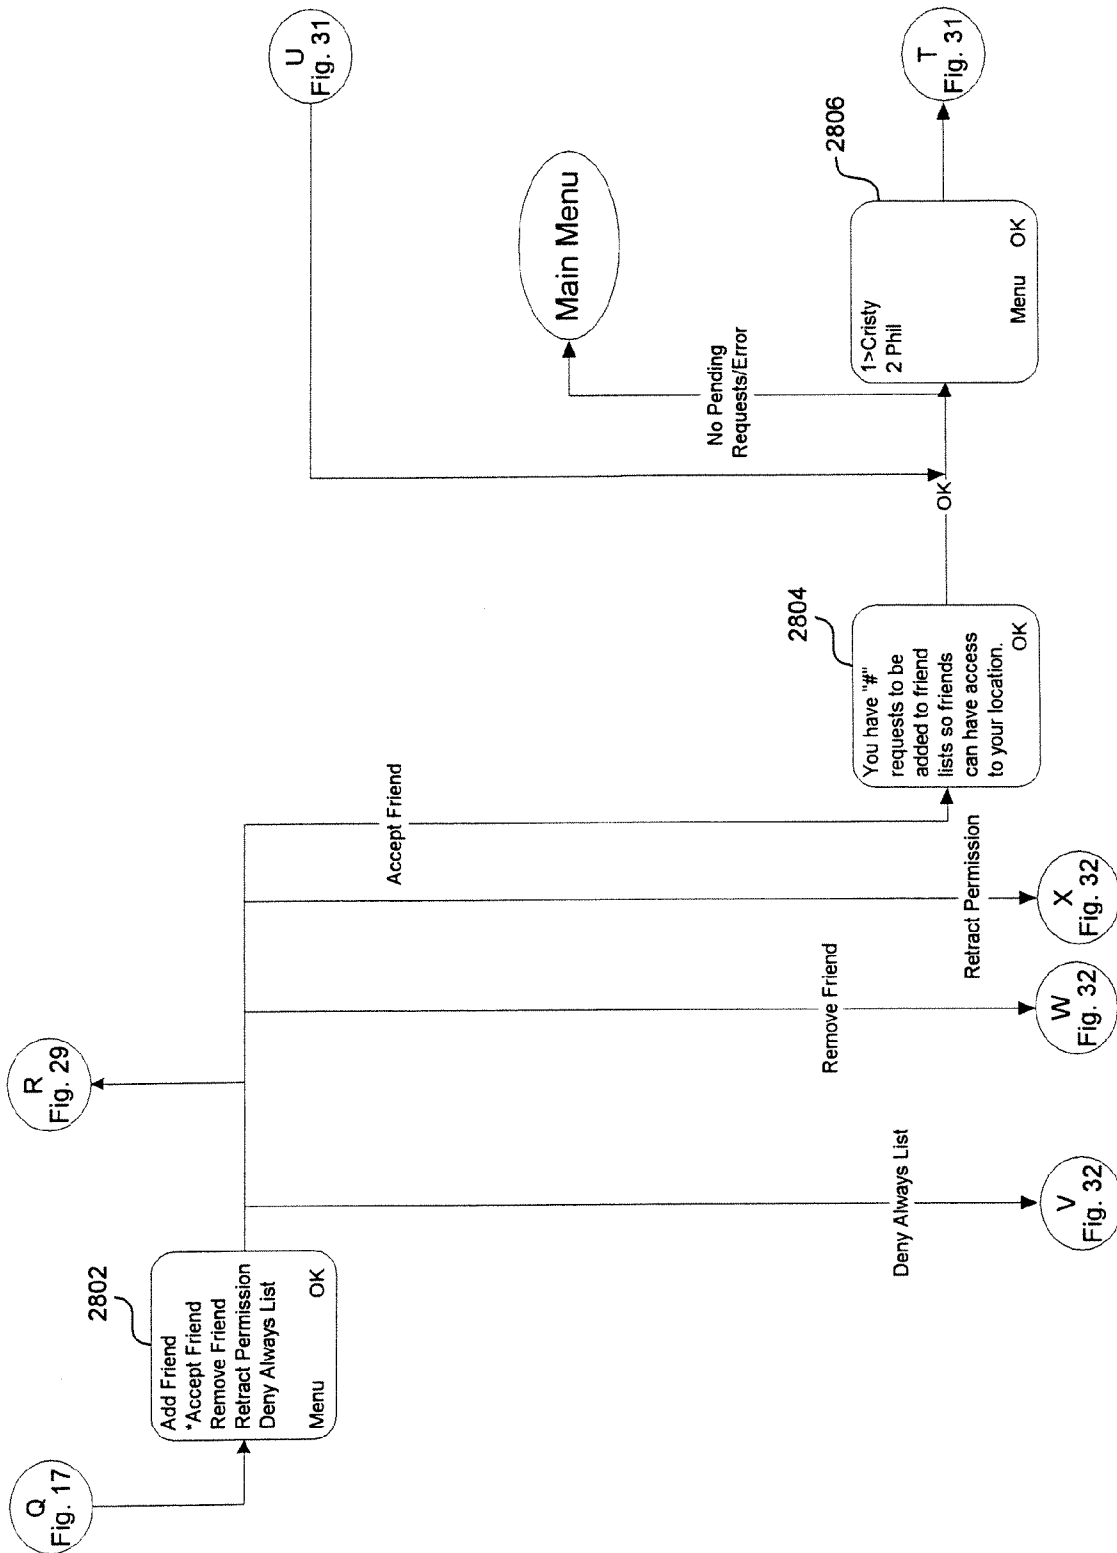 Q
Fig. 17
2802
Add Friend
*Accept Friend
Remove Friend
Retract Permission
Deny Always List
Menu OK
R
Fig. 29
Deny Always List
V
Fig. 32
Remove Friend
W
Fig. 32
Retract Permission
X
Fig. 32
Accept Friend
2804
You have "#"
requests to be
added to friend
lists so friends
can have access
to your location.
OK
OK
U
Fig. 31
No Pending
Requests/Error
Main Menu
2806
1>Cristy
2 Phil
Menu OK
T
Fig. 31